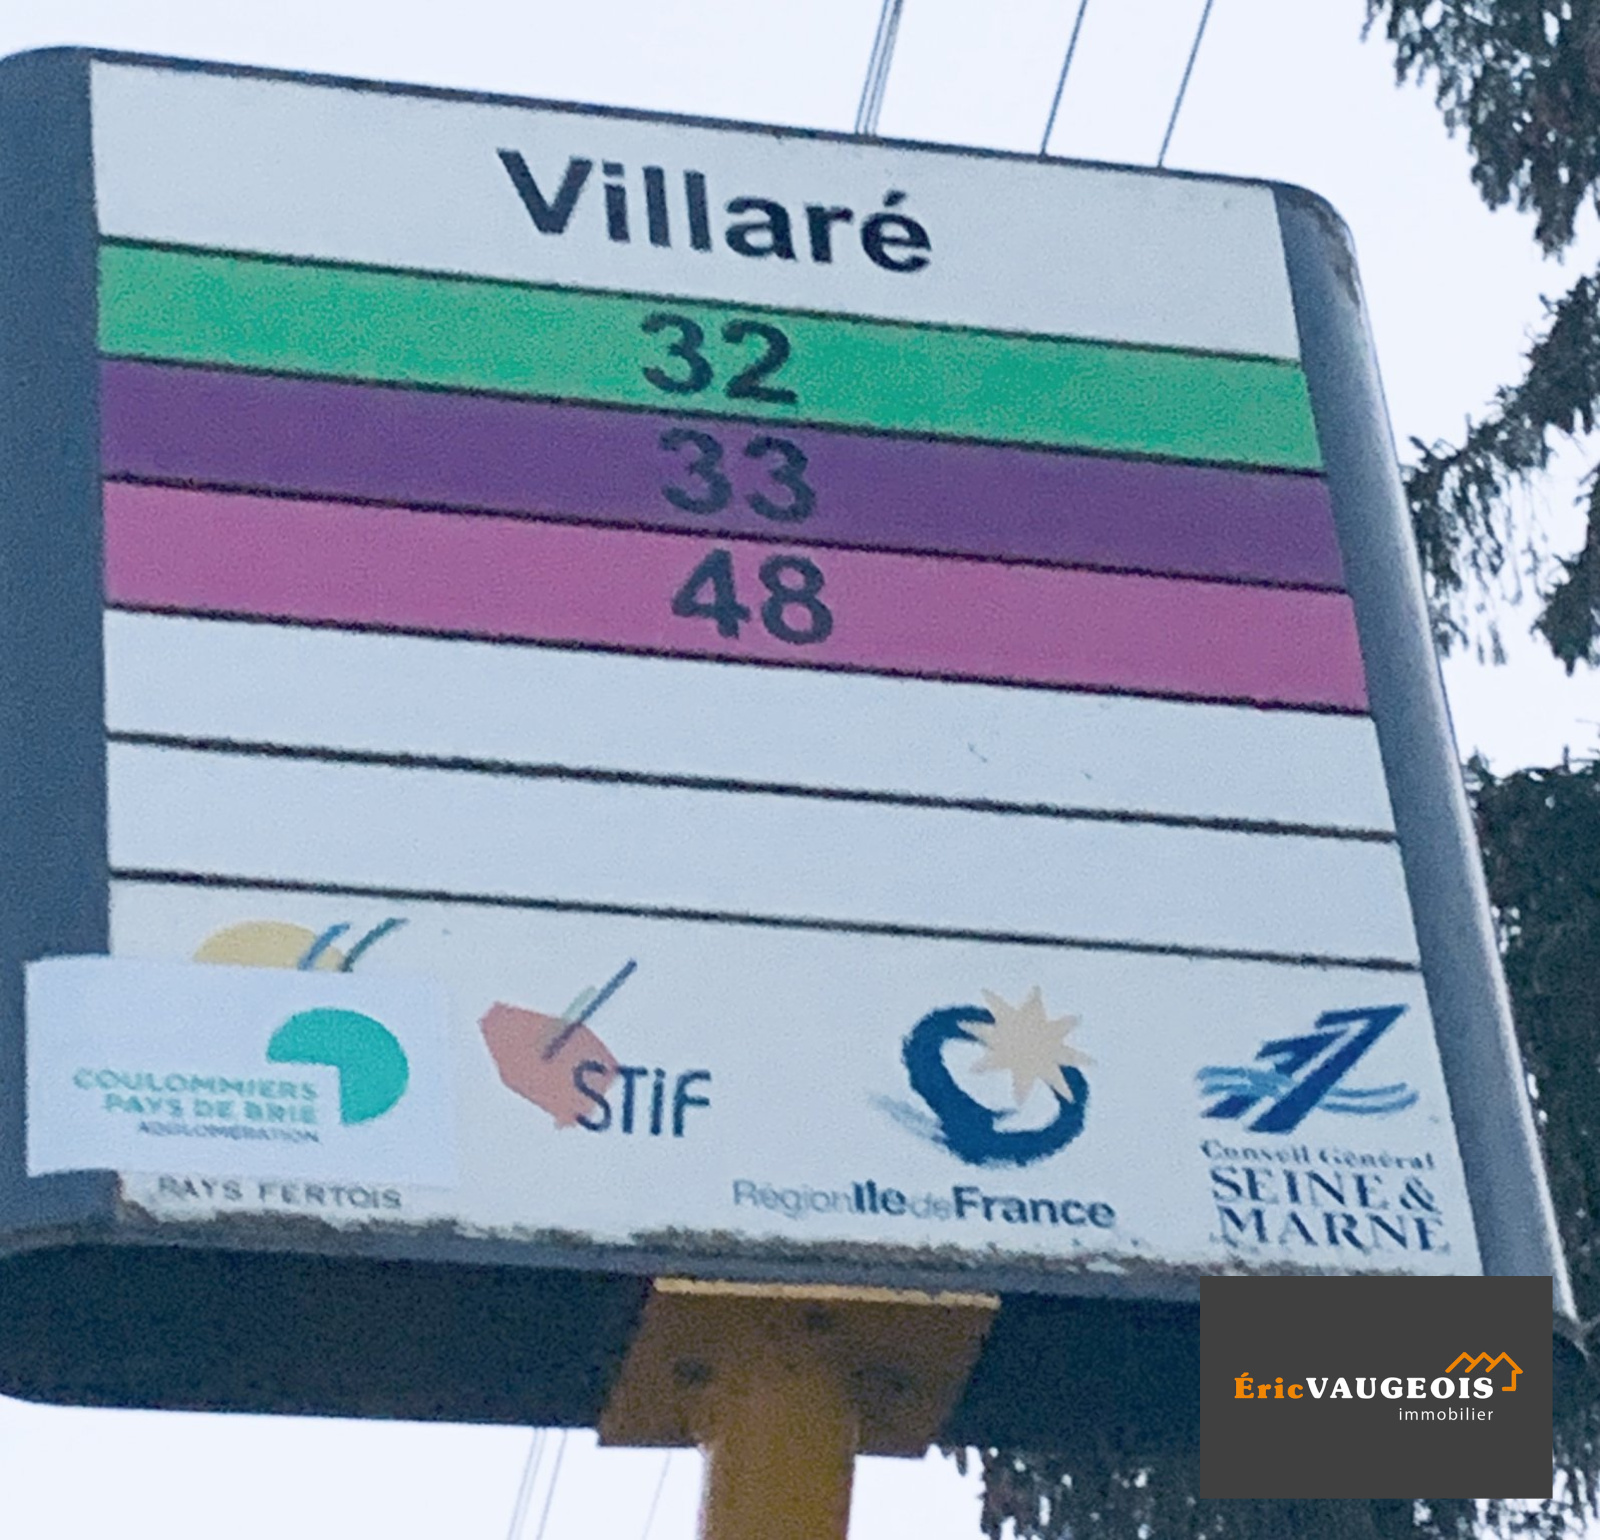 Villaré
32
33
48
COULOMMIERS
PAYS DE BRIE
AGGLOMÉRATION
PAYS FERTOIS
STiF
RégionIledeFrance
Conseil Général
SEINE &
MARNE
ÉricVAUGEOIS
immobilier